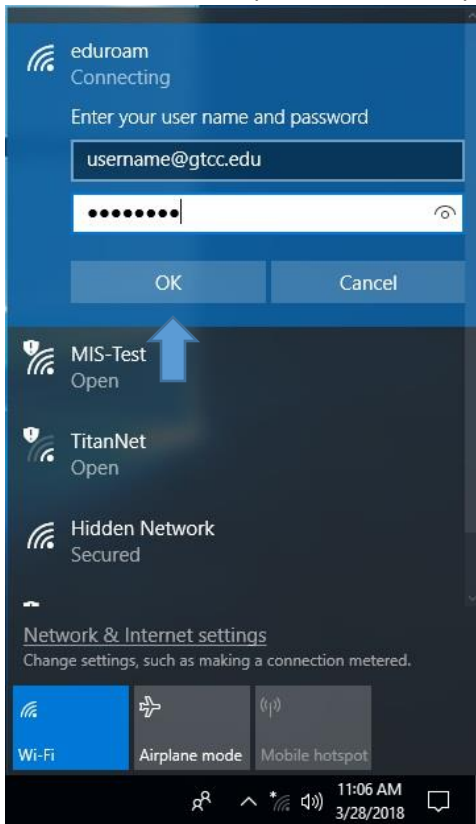 eduroam
Connecting
Enter your user name and password
username@gtcc.edu
●●●●●●●●
OK Cancel
MIS-Test
Open
TitanNet
Open
Hidden Network
Secured
Network & Internet settings
Change settings, such as making a connection metered.
Wi-Fi Airplane mode Mobile hotspot
11:06 AM
3/28/2018